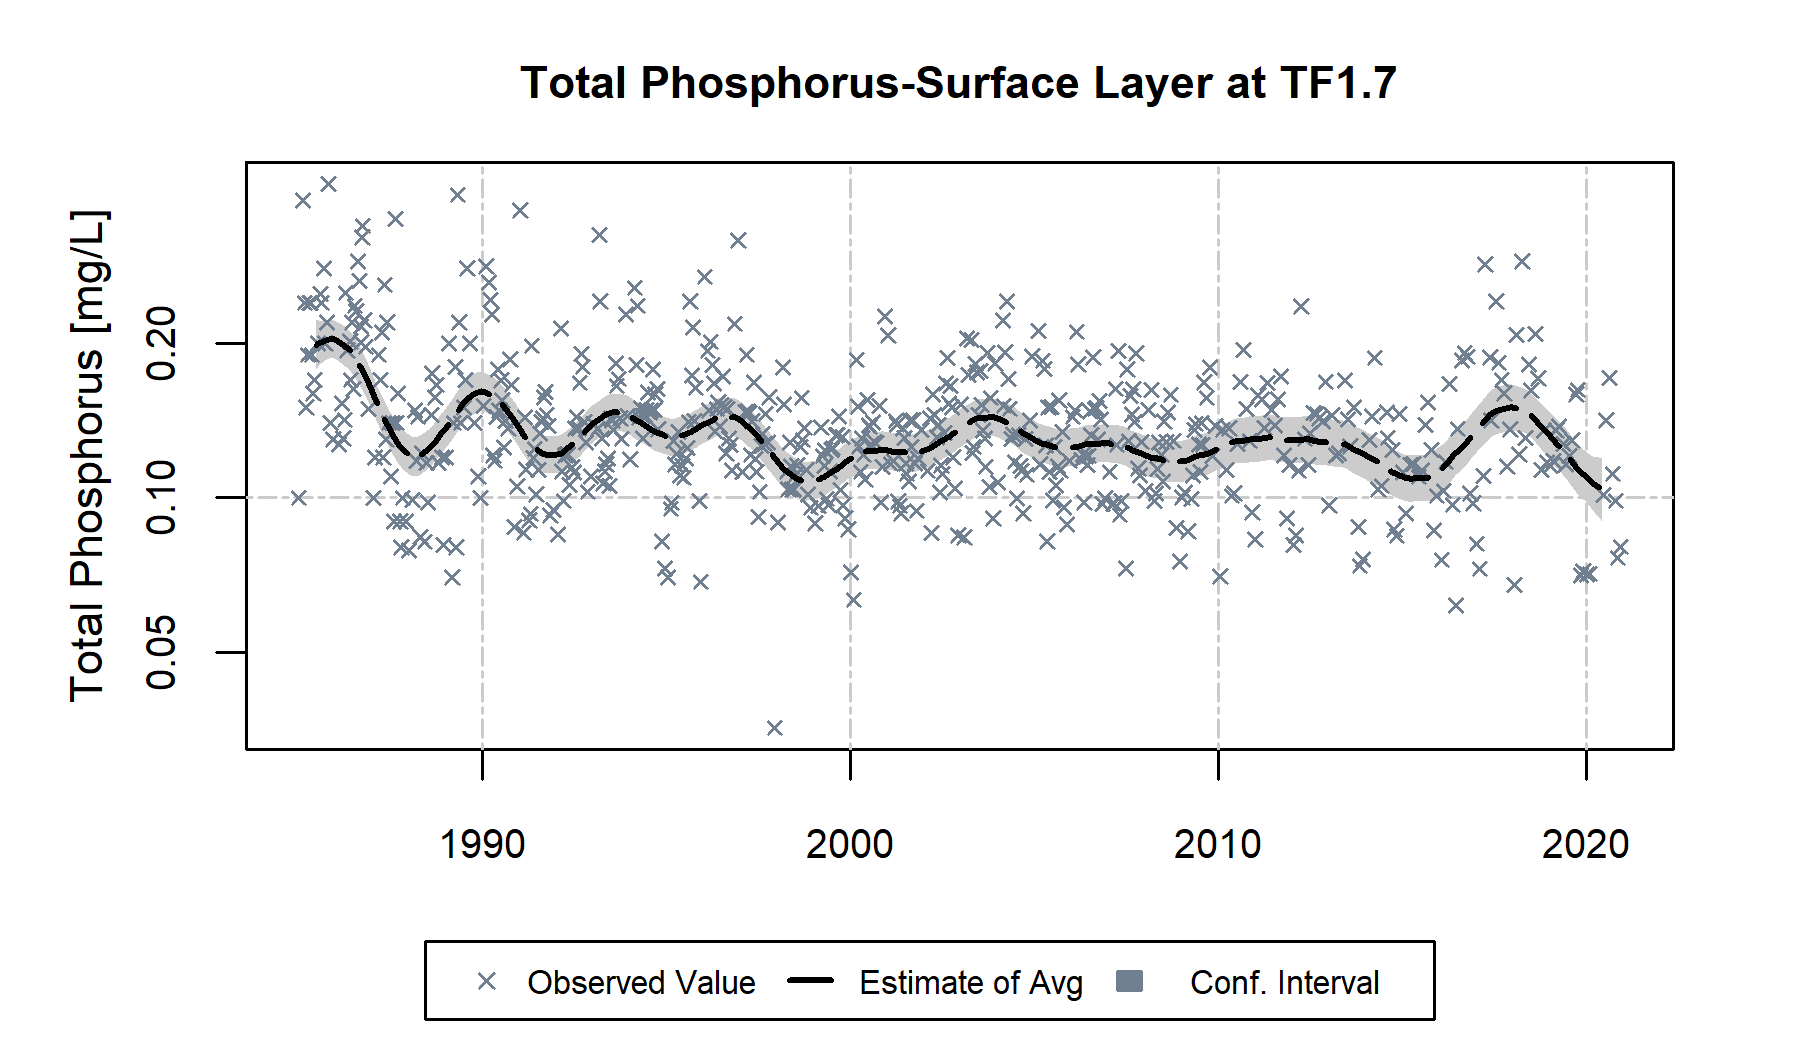 Total Phosphorus-Surface Layer at TF1.7
Total Phosphorus [mg/L]
0.20
0.10
0.05
1990 2000 2010 2020
Observed Value Estimate of Avg Conf. Interval